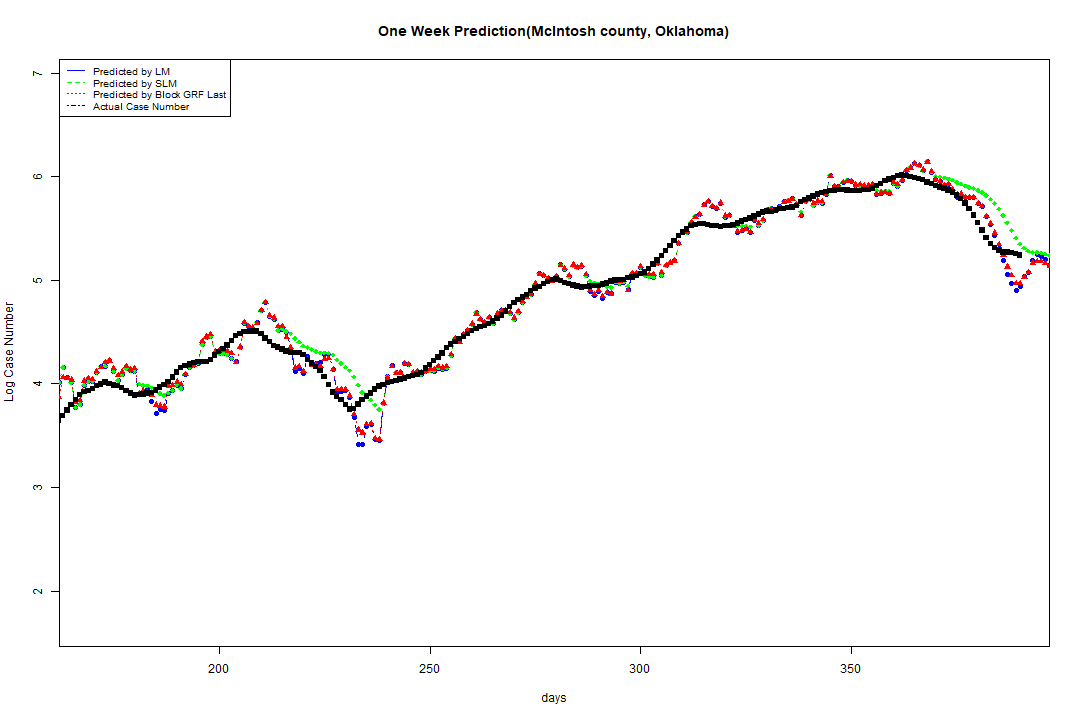 One Week Prediction(McIntosh county, Oklahoma)
Predicted by LM
Predicted by SLM
Predicted by Block GRF Last
Actual Case Number
7
6
5
4
3
2
Log Case Number
200 250 300 350
days